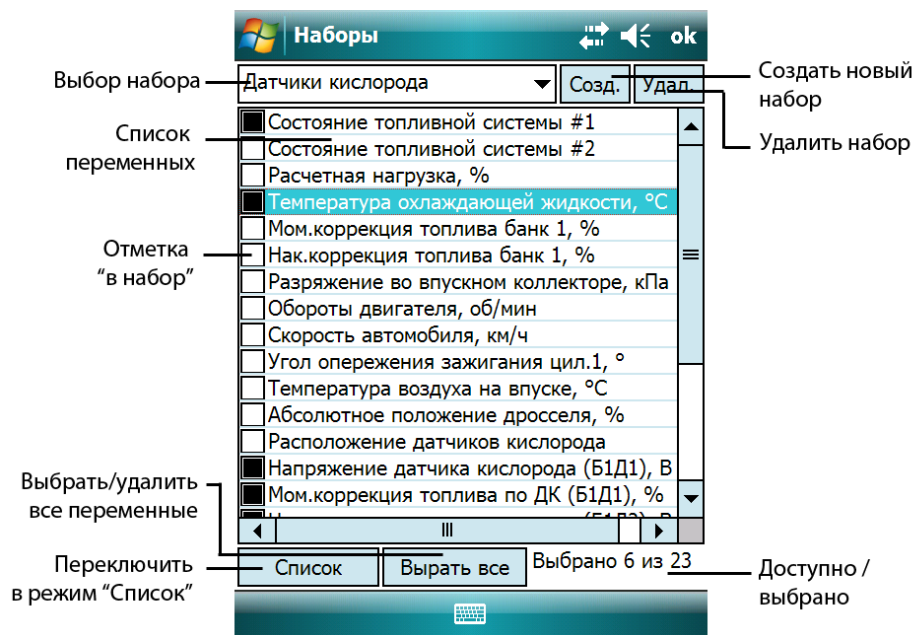 Наборы
ok
Выбор набора
Датчики кислорода
Созд.
Удал.
Создать новый
набор
Удалить набор
Список
переменных
Состояние топливной системы #1
Состояние топливной системы #2
Расчетная нагрузка, %
Температура охлаждающей жидкости, °C
Мом.коррекция топлива банк 1, %
Отметка
“в набор”
Нак.коррекция топлива банк 1, %
Разряжение во впускном коллекторе, кПа
Обороты двигателя, об/мин
Скорость автомобиля, км/ч
Угол опережения зажигания цил.1, °
Температура воздуха на впуске, °C
Абсолютное положение дросселя, %
Расположение датчиков кислорода
Напряжение датчика кислорода (Б1Д1), В
Мом.коррекция топлива по ДК (Б1Д1), %
Выбрать/удалить
все переменные
Переключить
в режим “Список”
Список
Вырать все
Выбрано 6 из 23
Доступно /
выбрано